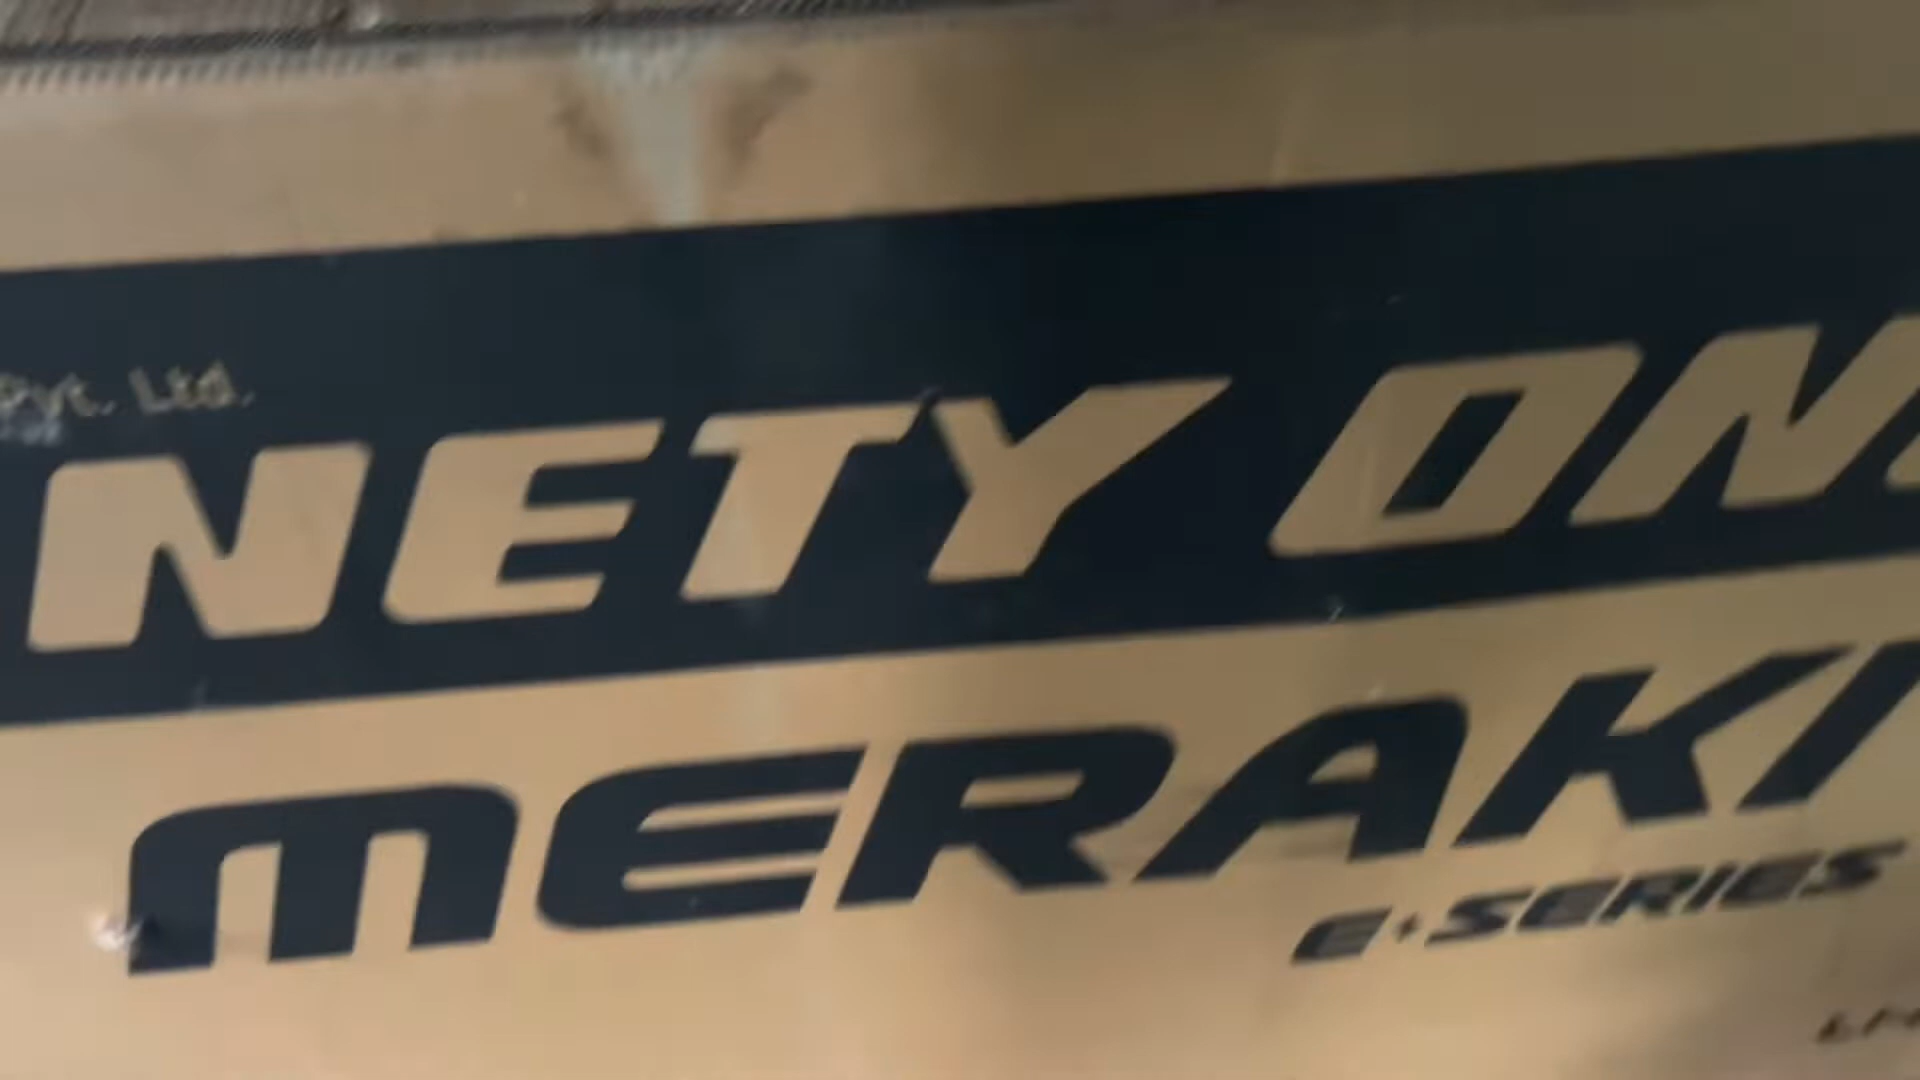 Pvt. Ltd.
NETY ON
MERAKI
E+SERIES